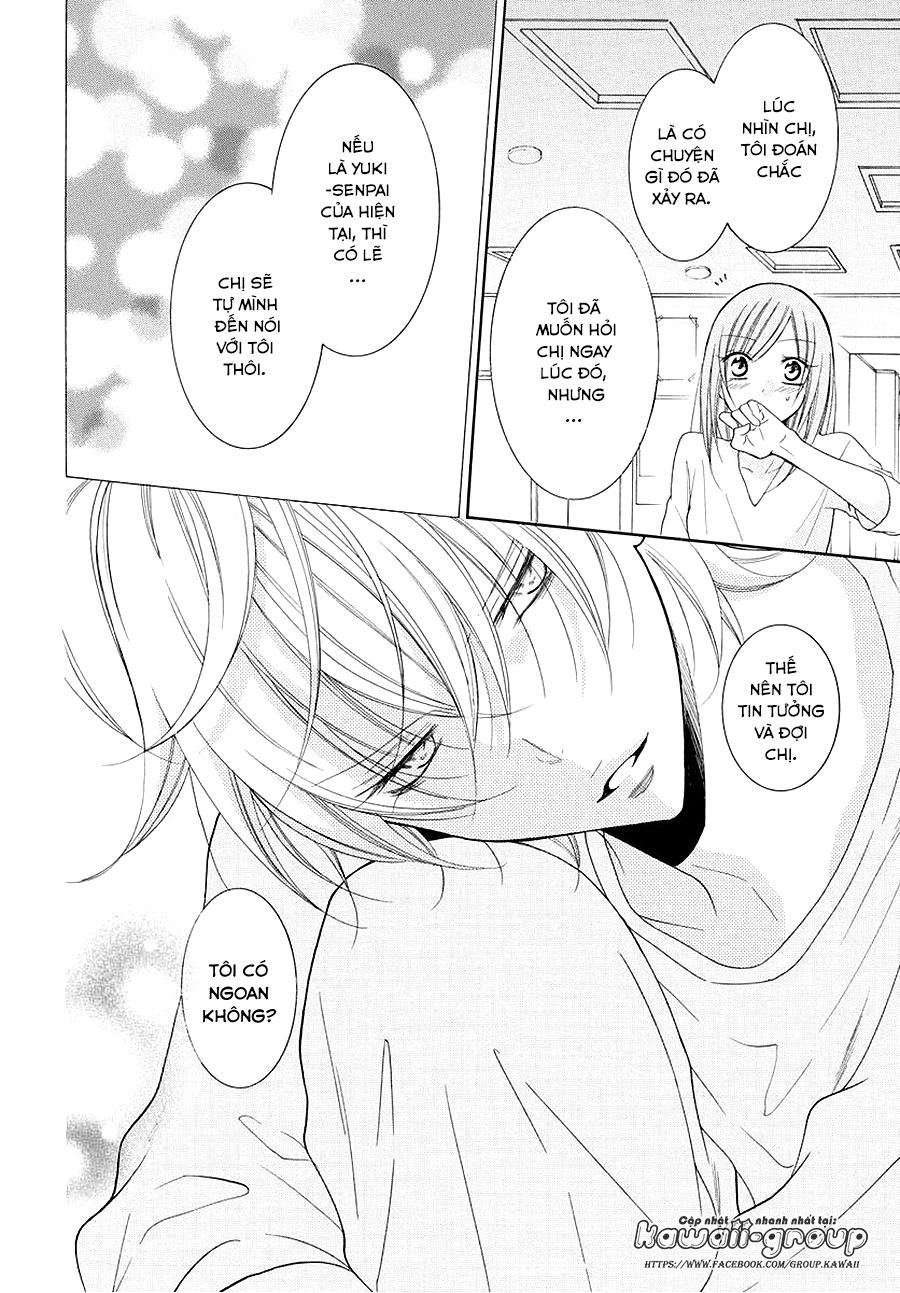 LÚC
NHÌN CHỊ,
TÔI ĐOÁN
CHẮC
LÀ CÓ
CHUYỆN
GÌ ĐÓ ĐÃ
XẢY RA.
TÔI ĐÃ
MUỐN HỎI
CHỊ NGAY
LÚC ĐÓ,
NHƯNG
...
NẾU
LÀ YUKI
-SENPAI
CỦA HIỆN
TẠI, THÌ
CÓ LẼ
...
CHỊ SẼ
TỰ MÌNH
ĐẾN NÓI
VỚI TÔI
THÔI.
THẾ
NÊN TÔI
TIN TƯỞNG
VÀ ĐỢI
CHỊ.
TÔI CÓ
NGOAN
KHÔNG?
Cập nhật nhanh nhất tại:
kawaii-group
HTTPS://WWW.FACEBOOK.COM/GROUP.KAWAII